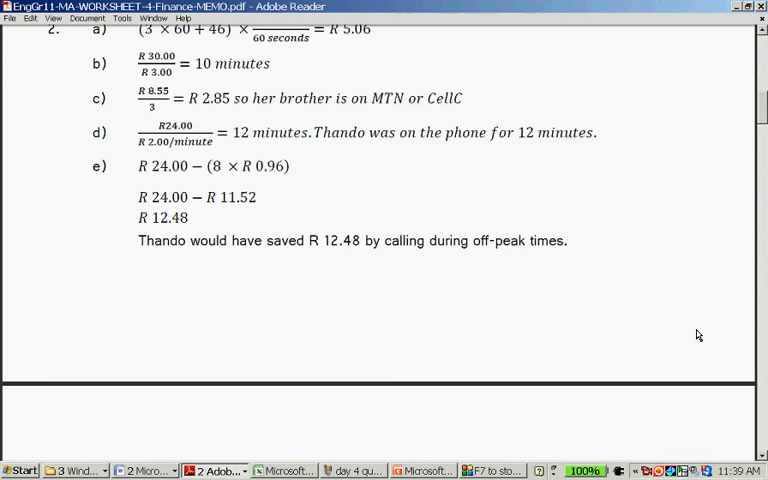 EngGr11-MA-WORKSHEET-4-Finance-MEMO.pdf - Adobe Reader
File Edit View Document Tools Window Help
2. a) (3 × 60 + 46) × 60 seconds = R 5.06
b) R 30.00 / R 3.00 = 10 minutes
c) R 8.55 / 3 = R 2.85 so her brother is on MTN or CellC
d) R24.00 / R 2.00/minute = 12 minutes. Thando was on the phone for 12 minutes.
e) R 24.00 − (8 × R 0.96)
R 24.00 − R 11.52
R 12.48
Thando would have saved R 12.48 by calling during off-peak times.
Start 3 Wind... 2 Micro... 2 Adob... Microsoft... day 4 qu... Microsoft... F7 to sto... 100% 11:39 AM